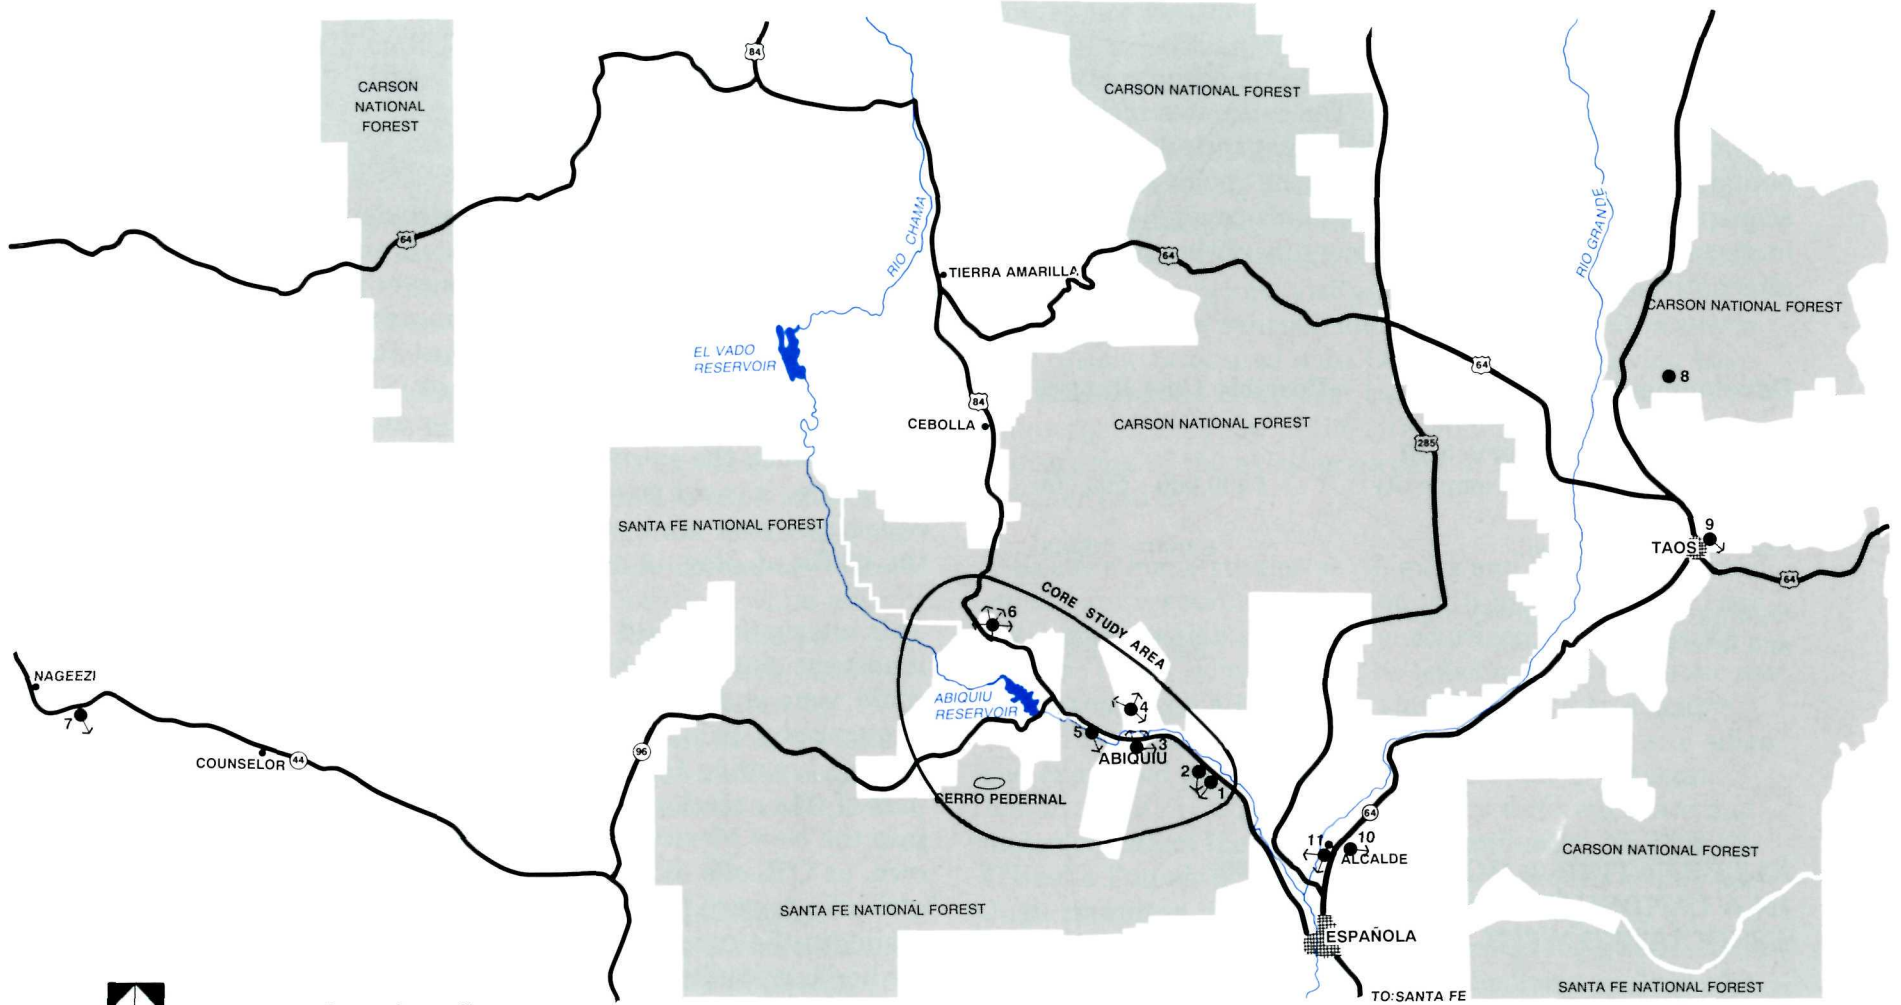 84
CARSON
NATIONAL
FOREST
CARSON NATIONAL FOREST
RIO CHAMA
RIO GRANDE
64
64
TIERRA AMARILLA
CARSON NATIONAL FOREST
EL VADO
RESERVOIR
64
8
84
CEBOLLA
CARSON NATIONAL FOREST
285
SANTA FE NATIONAL FOREST
9
TAOS
64
CORE STUDY AREA
6
NAGEEZI
7
ABIQUIU
RESERVOIR
4
5
3
ABIQUIU
96
COUNSELOR
44
2
1
CERRO PEDERNAL
64
11
10
ALCALDE
CARSON NATIONAL FOREST
SANTA FE NATIONAL FOREST
ESPAÑOLA
TO:SANTA FE
SANTA FE NATIONAL FOREST